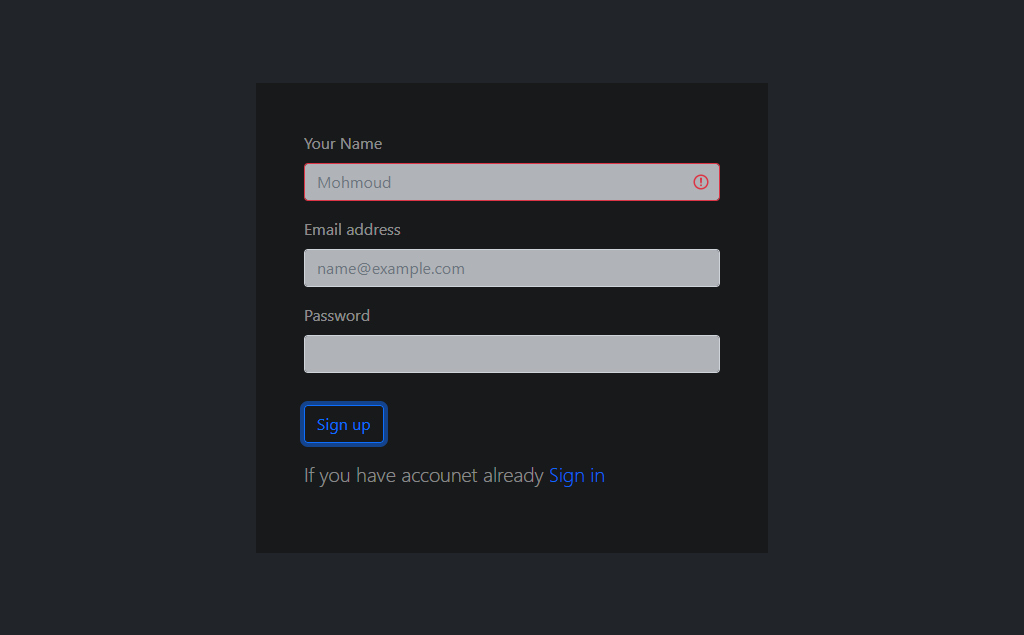 Your Name
Mohmoud
Email address
name@example.com
Password
Sign up
If you have accounet already Sign in